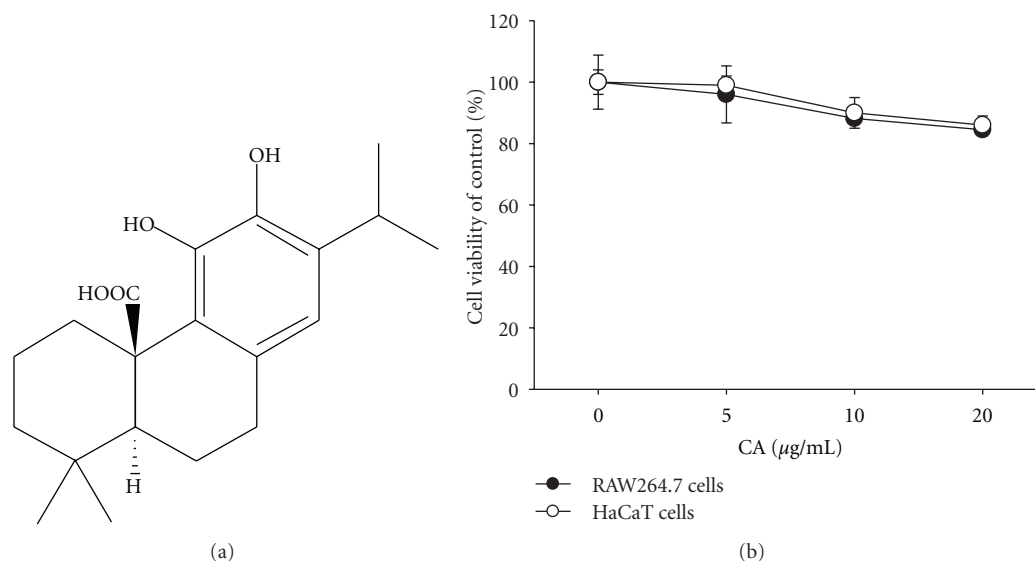 OH
HO
HOOC
H
(a)
Cell viability of control (%)
120
100
80
60
40
20
0
0 5 10 20
CA (μg/mL)
RAW264.7 cells
HaCaT cells
(b)